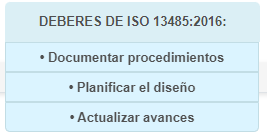 DEBERES DE ISO 13485:2016:
• Documentar procedimientos
• Planificar el diseño
• Actualizar avances